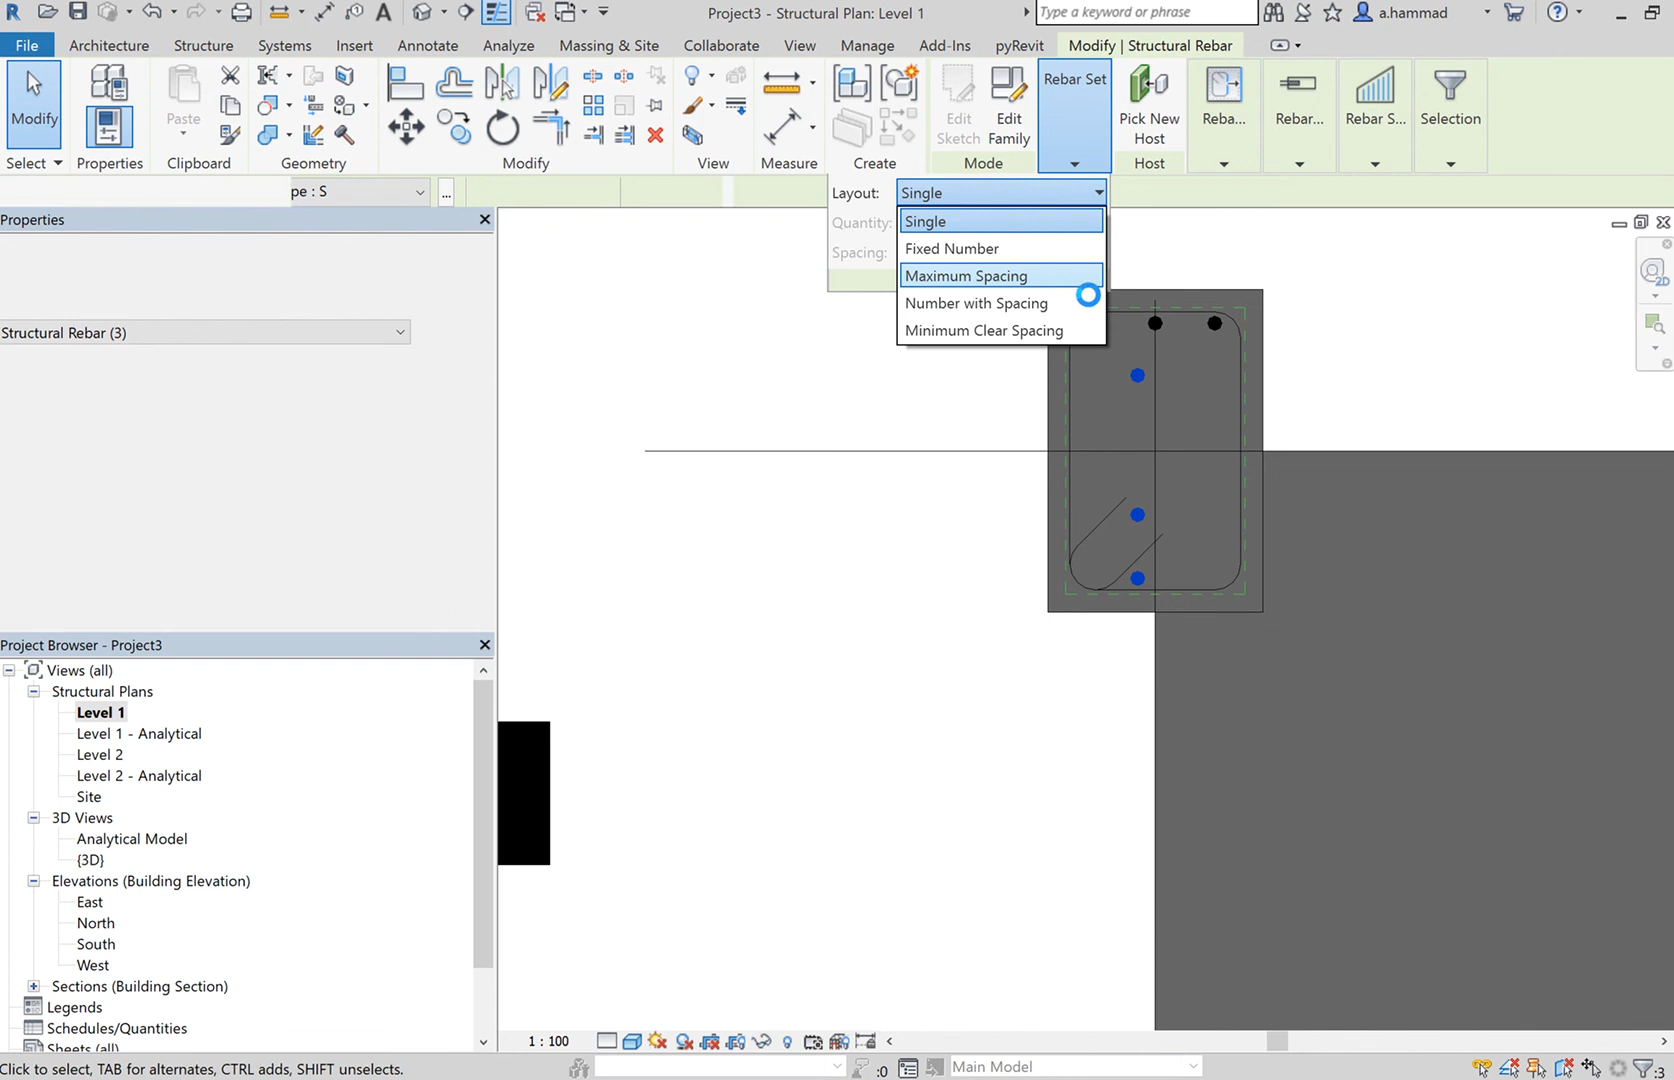 Project3 - Structural Plan: Level 1
Type a keyword or phrase
a.hammad
File
Architecture
Structure
Systems
Insert
Annotate
Analyze
Massing & Site
Collaborate
View
Manage
Add-Ins
pyRevit
Modify | Structural Rebar
Modify
Paste
Edit Sketch
Edit Family
Rebar Set
Pick New Host
Reba...
Rebar...
Rebar S...
Selection
Select
Properties
Clipboard
Geometry
Modify
View
Measure
Create
Mode
Host
pe : S
...
Layout:
Single
Quantity:
Spacing:
Single
Fixed Number
Maximum Spacing
Number with Spacing
Minimum Clear Spacing
2D
Properties
Structural Rebar (3)
Project Browser - Project3
Views (all)
Structural Plans
Level 1
Level 1 - Analytical
Level 2
Level 2 - Analytical
Site
3D Views
Analytical Model
{3D}
Elevations (Building Elevation)
East
North
South
West
Sections (Building Section)
Legends
Schedules/Quantities
Sheets (all)
1 : 100
Click to select, TAB for alternates, CTRL adds, SHIFT unselects.
:0
Main Model
:3